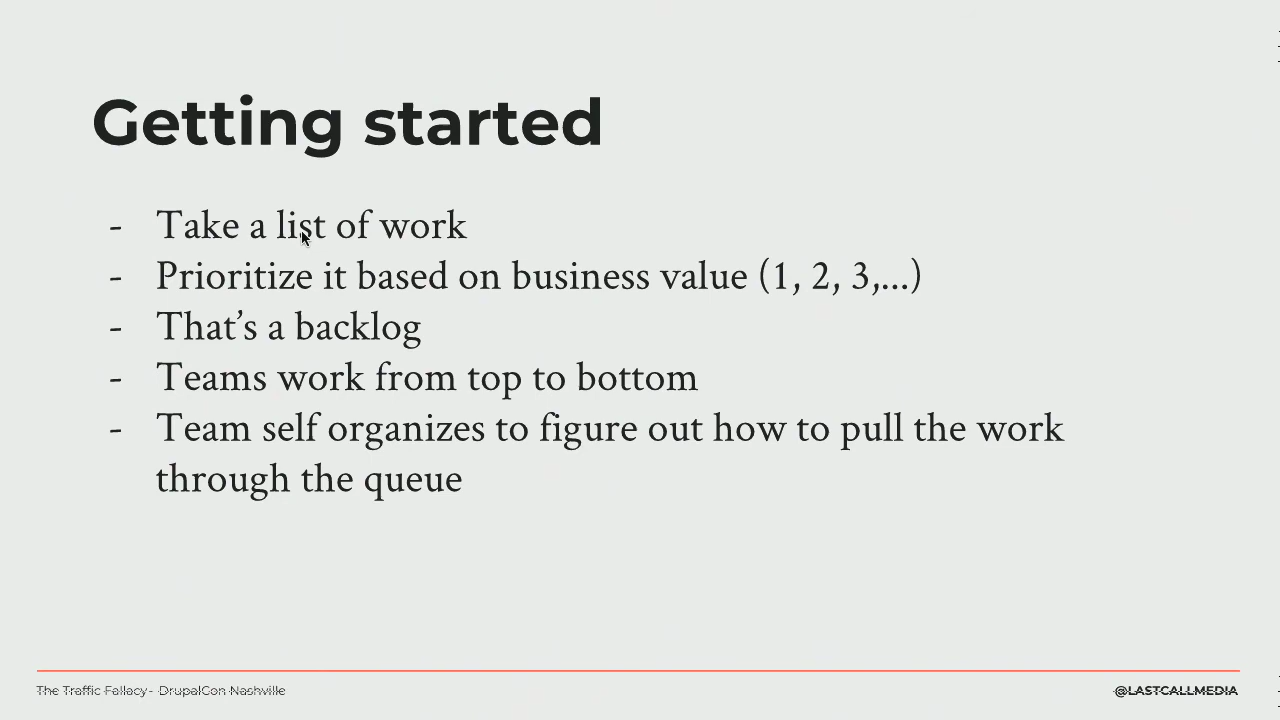 Getting started
- Take a list of work
- Prioritize it based on business value (1, 2, 3,...)
- That's a backlog
- Teams work from top to bottom
- Team self organizes to figure out how to pull the work
through the queue
The Traffic Fallacy - DrupalCon Nashville
@LASTCALLMEDIA